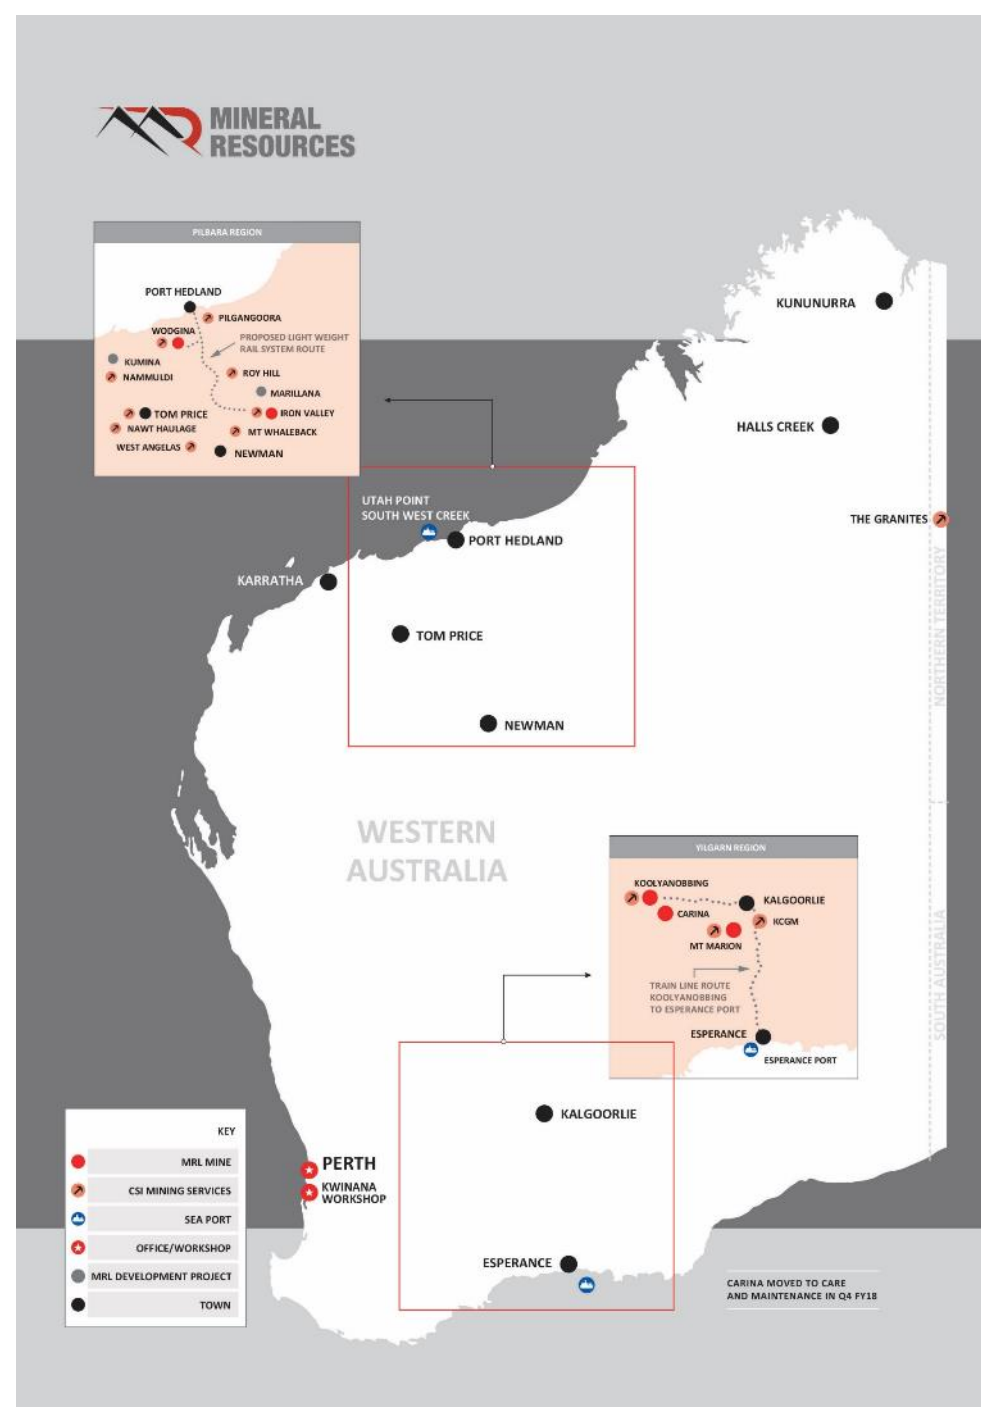 MINERAL
RESOURCES
PILBARA REGION
PORT HEDLAND
PILGANGOORA
WODGINA
PROPOSED LIGHT WEIGHT
RAIL SYSTEM ROUTE
KUMINA
NAMMULDI
ROY HILL
MARILLANA
TOM PRICE
IRON VALLEY
NAWT HAULAGE
MT WHALEBACK
WEST ANGELAS
NEWMAN
KUNUNURRA
HALLS CREEK
THE GRANITES
UTAH POINT
SOUTH WEST CREEK
PORT HEDLAND
KARRATHA
TOM PRICE
NEWMAN
NORTHERN TERRITORY
SOUTH AUSTRALIA
WESTERN
AUSTRALIA
YILGARN REGION
KOOLYANOBBING
KALGOORLIE
CARINA
KCGM
MT MARION
TRAIN LINE ROUTE
KOOLYANOBBING
TO ESPERANCE PORT
ESPERANCE
ESPERANCE PORT
KALGOORLIE
PERTH
KWINANA
WORKSHOP
ESPERANCE
KEY
MRL MINE
CSI MINING SERVICES
SEA PORT
OFFICE/WORKSHOP
MRL DEVELOPMENT PROJECT
TOWN
CARINA MOVED TO CARE
AND MAINTENANCE IN Q4 FY18